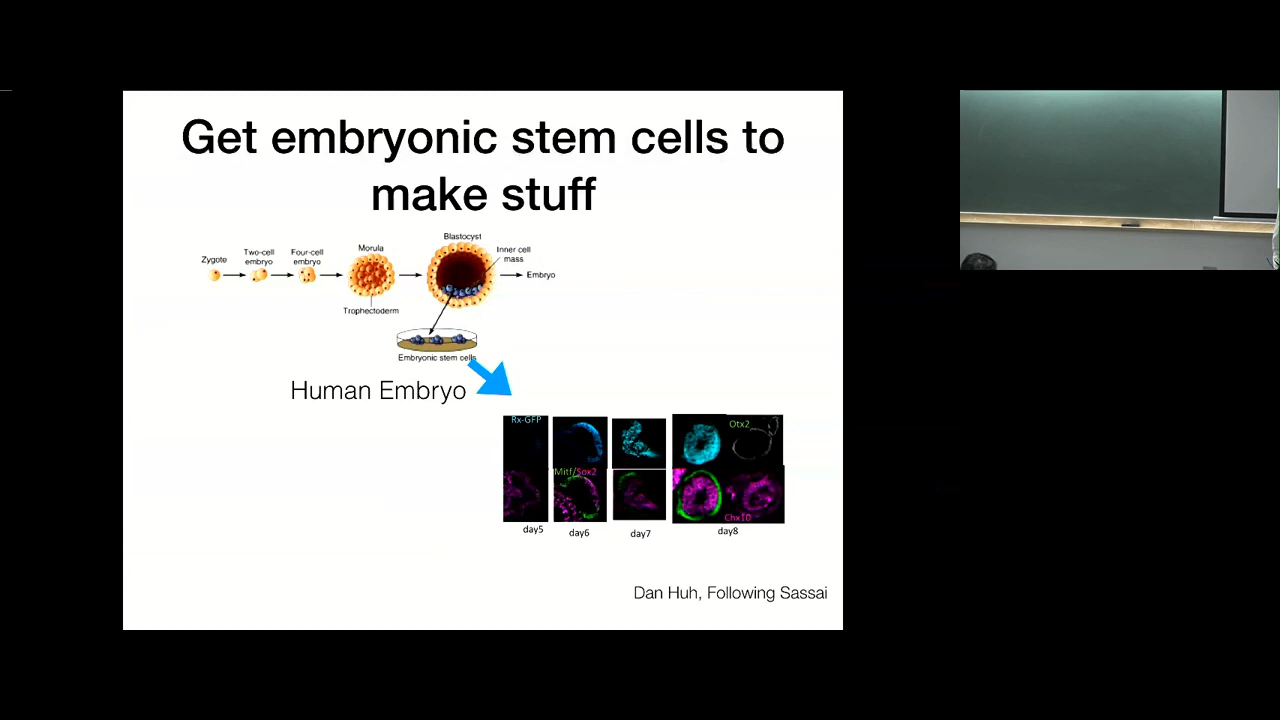 Get embryonic stem cells to
make stuff
Blastocyst
Morula
Inner cell
mass
Two-cell
embryo
Four-cell
embryo
Zygote
Embryo
Trophectoderm
Embryonic stem cells
Human Embryo
Rx-GFP
Otx2
Mitf/Sox2
Chx10
day5
day6
day7
day8
Dan Huh, Following Sassai